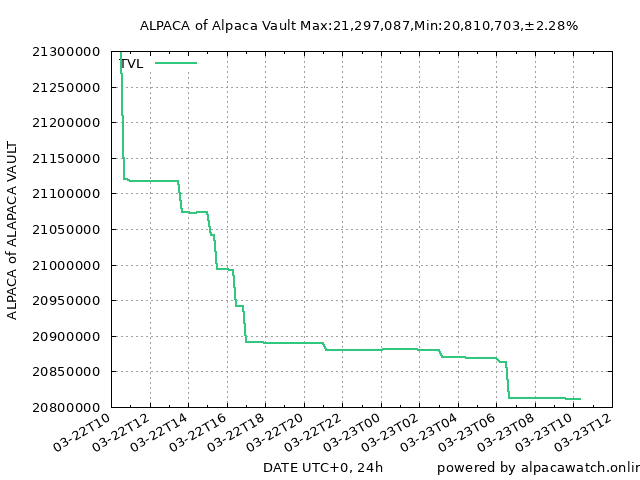 ALPACA of Alpaca Vault Max:21,297,087,Min:20,810,703,±2.28%
TVL
21300000
21250000
21200000
21150000
21100000
21050000
21000000
20950000
20900000
20850000
20800000
ALPACA of ALAPACA VAULT
03-22T10
03-22T12
03-22T14
03-22T16
03-22T18
03-22T20
03-22T22
03-23T00
03-23T02
03-23T04
03-23T06
03-23T08
03-23T10
03-23T12
DATE UTC+0, 24h
powered by alpacawatch.onlin